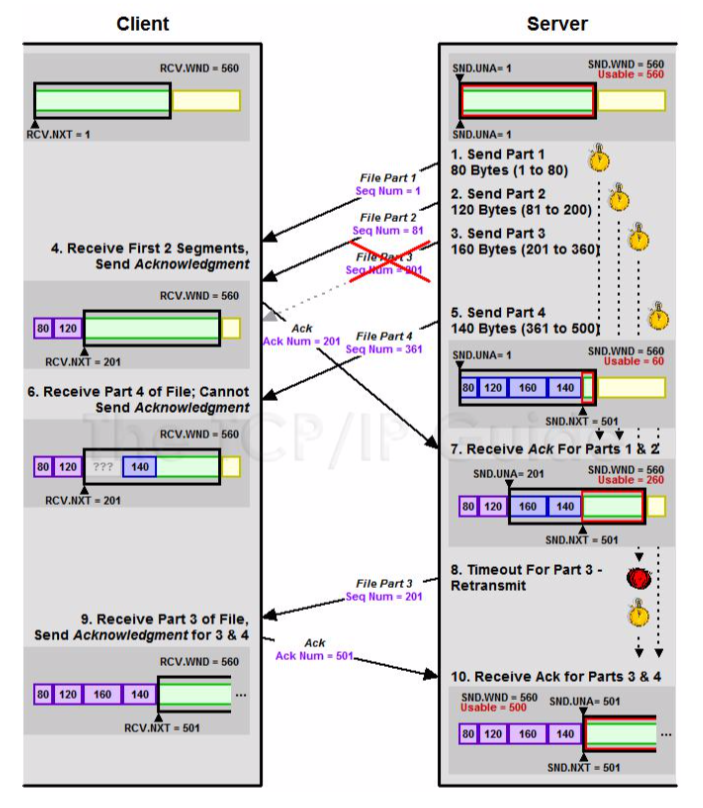 Client
Server
RCV.WND = 560
RCV.NXT = 1
SND.UNA= 1
SND.WND = 560
Usable = 560
SND.UNA= 1
1. Send Part 1
80 Bytes (1 to 80)
File Part 1
Seq Num = 1
2. Send Part 2
120 Bytes (81 to 200)
File Part 2
Seq Num = 81
3. Send Part 3
160 Bytes (201 to 360)
File Part 3
Seq Num = 201
4. Receive First 2 Segments,
Send Acknowledgment
RCV.WND = 560
80 120
RCV.NXT = 201
Ack
Ack Num = 201
5. Send Part 4
140 Bytes (361 to 500)
File Part 4
Seq Num = 361
SND.UNA= 1
SND.WND = 560
Usable = 60
80 120 160 140
SND.NXT = 501
6. Receive Part 4 of File; Cannot
Send Acknowledgment
RCV.WND = 560
80 120 ??? 140
RCV.NXT = 201
The TCP/IP Guide
7. Receive Ack For Parts 1 & 2
SND.UNA= 201
SND.WND = 560
Usable = 260
80 120 160 140
SND.NXT = 501
8. Timeout For Part 3 -
Retransmit
File Part 3
Seq Num = 201
9. Receive Part 3 of File,
Send Acknowledgment for 3 & 4
RCV.WND = 560
80 120 160 140 ...
RCV.NXT = 501
Ack
Ack Num = 501
10. Receive Ack for Parts 3 & 4
SND.WND = 560
Usable = 500
SND.UNA= 501
80 120 160 140 ...
SND.NXT = 501